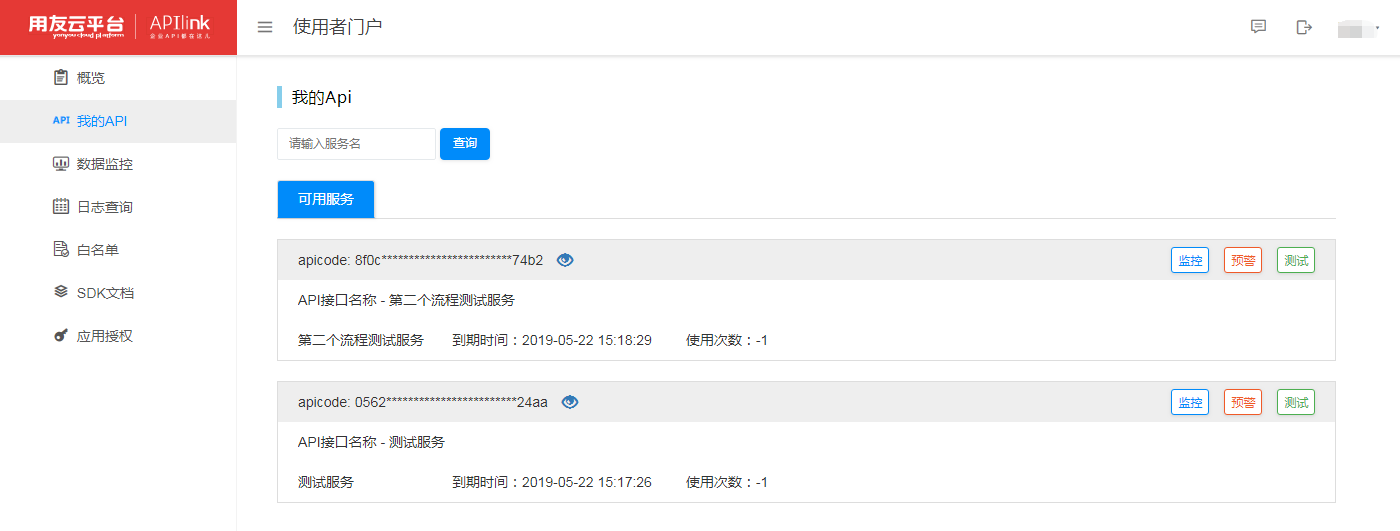 用友云平台
yonyou cloud platform
APIlink
企业API都在这儿
使用者门户
概览
API 我的API
数据监控
日志查询
白名单
SDK文档
应用授权
我的Api
请输入服务名 查询
可用服务
apicode: 8f0c************************74b2 监控 预警 测试
API接口名称 - 第二个流程测试服务
第二个流程测试服务 到期时间：2019-05-22 15:18:29 使用次数：-1
apicode: 0562************************24aa 监控 预警 测试
API接口名称 - 测试服务
测试服务 到期时间：2019-05-22 15:17:26 使用次数：-1